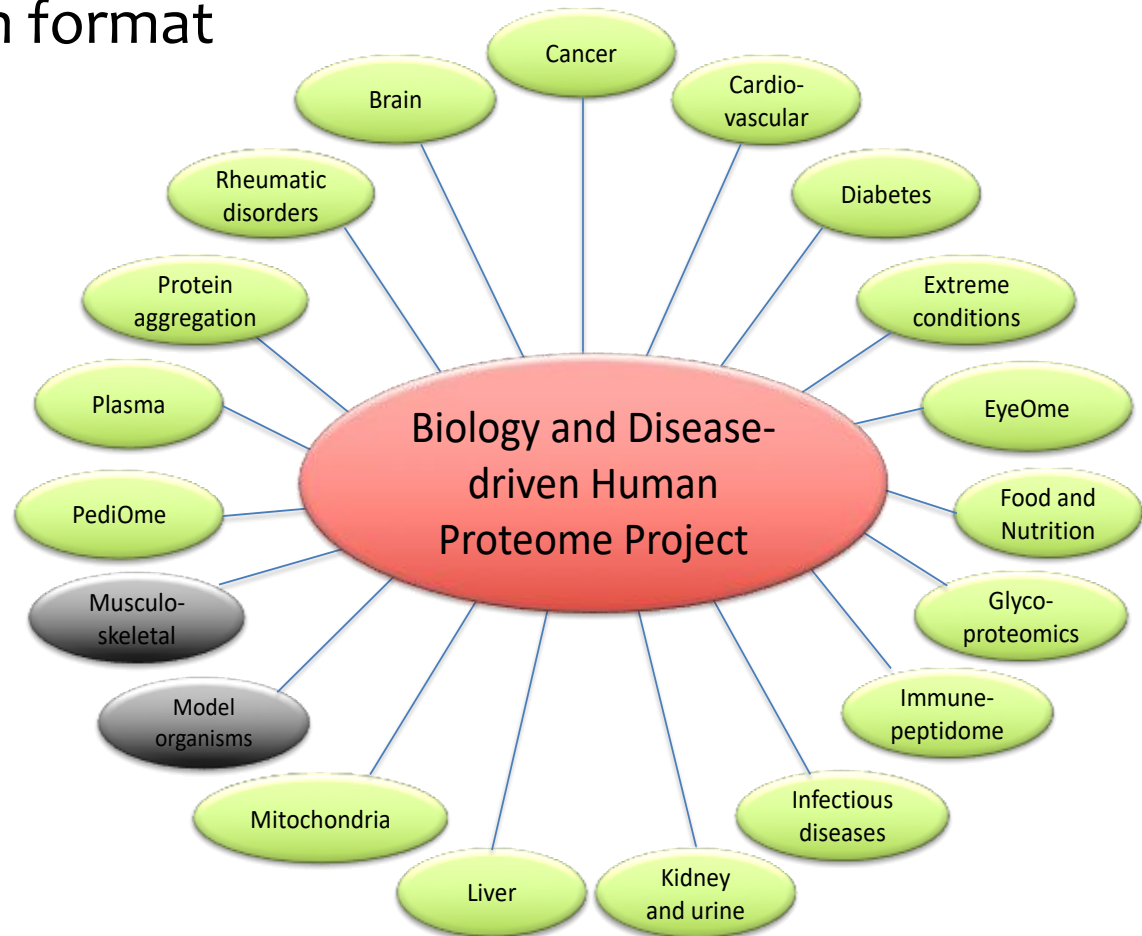 n format
Cancer
Cardio-
vascular
Diabetes
Extreme
conditions
EyeOme
Food and
Nutrition
Glyco-
proteomics
Immune-
peptidome
Infectious
diseases
Kidney
and urine
Liver
Mitochondria
Model
organisms
Musculo-
skeletal
PediOme
Plasma
Protein
aggregation
Rheumatic
disorders
Brain
Biology and Disease-
driven Human
Proteome Project